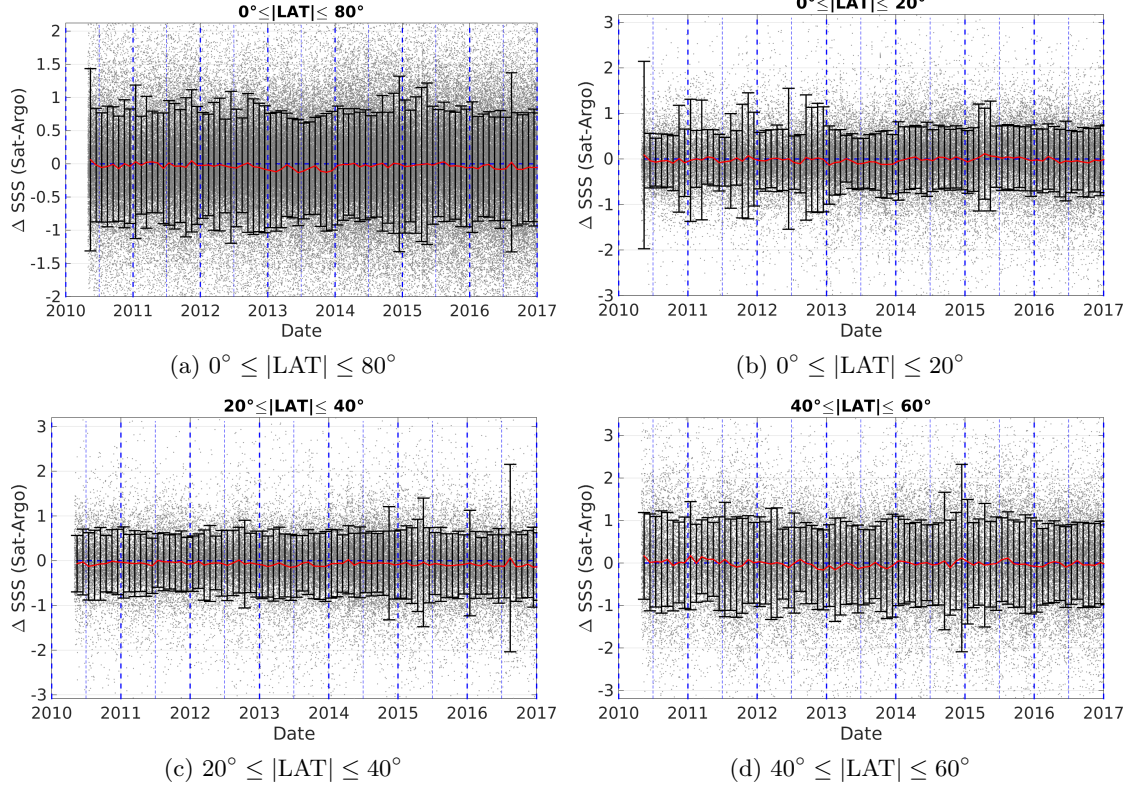 0°≤|LAT|≤ 80°
2
1.5
1
0.5
0
-0.5
-1
-1.5
-2
Δ SSS (Sat-Argo)
2010 2011 2012 2013 2014 2015 2016 2017
Date
(a) 0° ≤ |LAT| ≤ 80°
0°≤|LAT|≤ 20°
3
2
1
0
-1
-2
-3
Δ SSS (Sat-Argo)
2010 2011 2012 2013 2014 2015 2016 2017
Date
(b) 0° ≤ |LAT| ≤ 20°
20°≤|LAT|≤ 40°
3
2
1
0
-1
-2
-3
Δ SSS (Sat-Argo)
2010 2011 2012 2013 2014 2015 2016 2017
Date
(c) 20° ≤ |LAT| ≤ 40°
40°≤|LAT|≤ 60°
3
2
1
0
-1
-2
-3
Δ SSS (Sat-Argo)
2010 2011 2012 2013 2014 2015 2016 2017
Date
(d) 40° ≤ |LAT| ≤ 60°